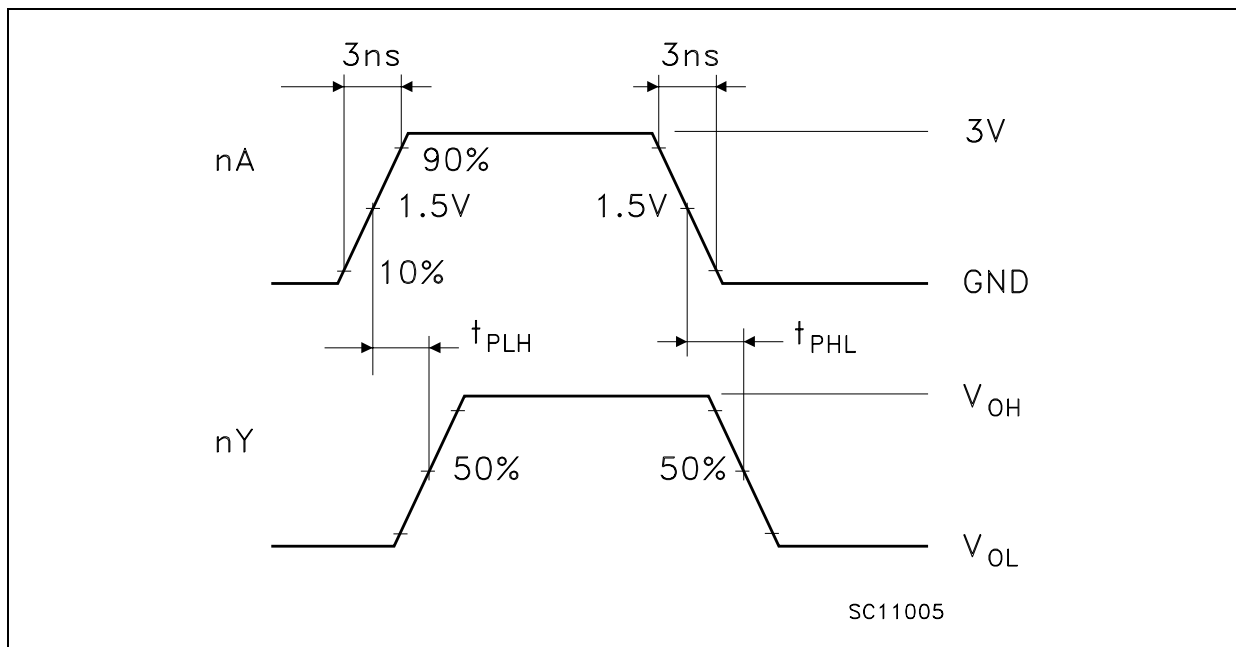 3ns 3ns
3V
nA
90%
1.5V 1.5V
10%
GND
tPLH tPHL
VOH
nY
50% 50%
VOL
SC11005